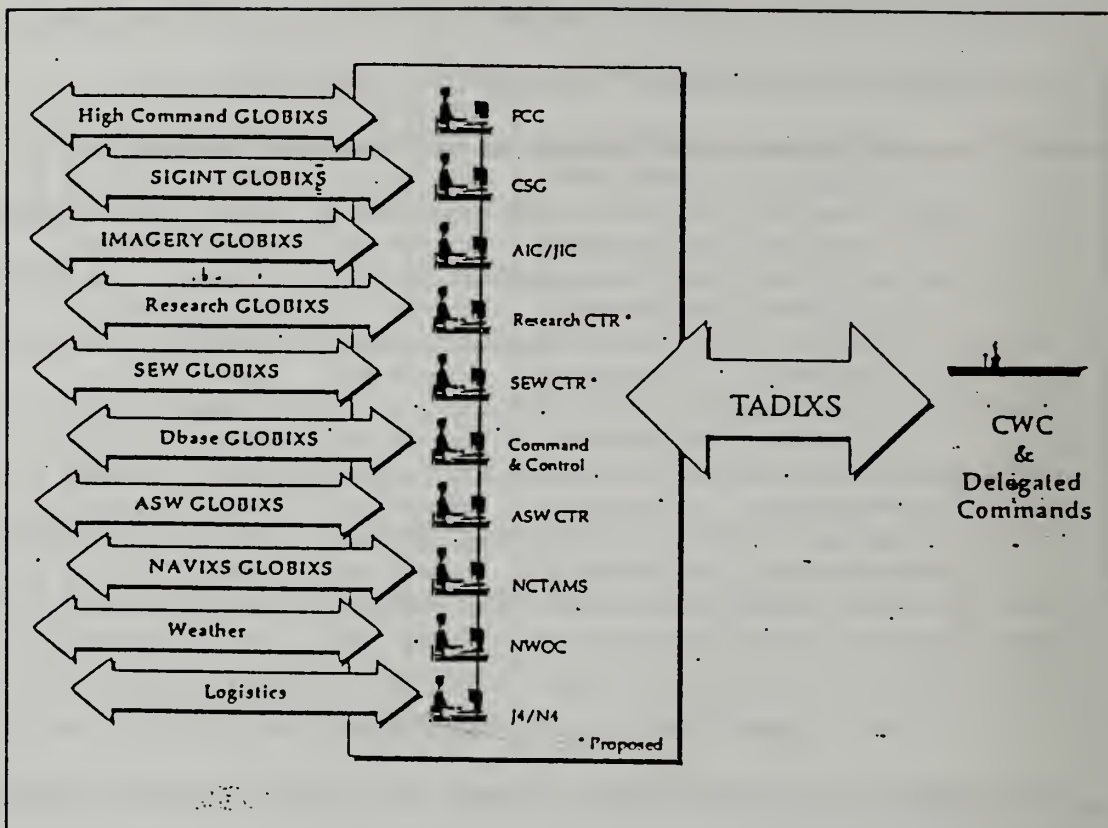 High Command GLOBIXS
FCC
SIGINT GLOBIXS
CSG
IMAGERY GLOBIXS
AIC/JIC
Research GLOBIXS
Research CTR *
SEW GLOBIXS
SEW CTR *
Dbase GLOBIXS
Command
& Control
ASW GLOBIXS
ASW CTR
NAVIXS GLOBIXS
NCTAMS
Weather
NWOC
Logistics
J4/N4
* Proposed
TADIXS
CWC
&
Delegated
Commands